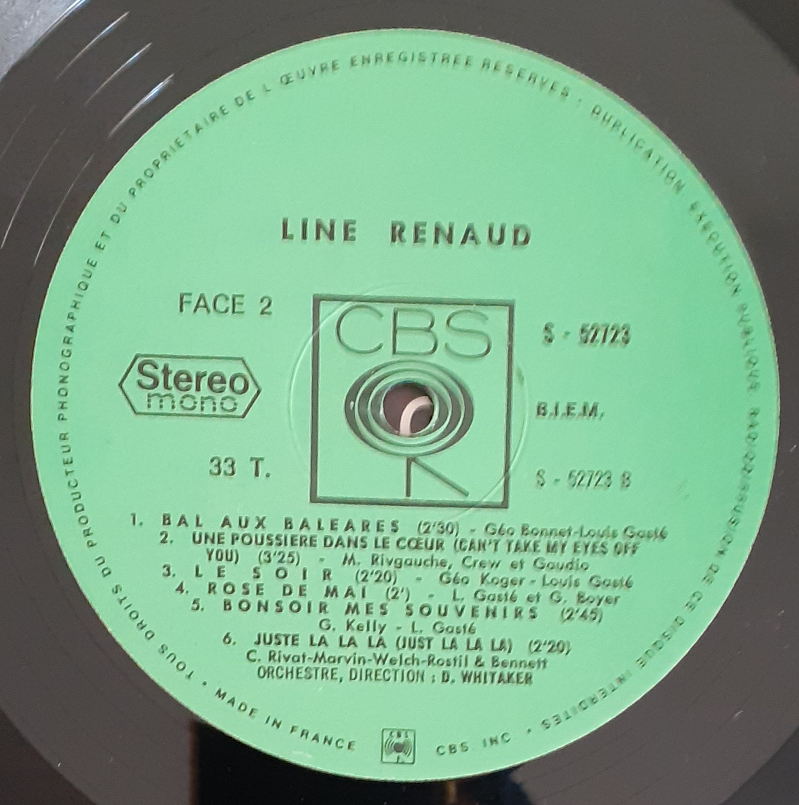 TOUS DROITS DU PRODUCTEUR PHONOGRAPHIQUE ET DU PROPRIETAIRE DE L'ŒUVRE ENREGISTREE RESERVES · DUPLICATION EXECUTION PUBLIQUE RADIODIFFUSION DE CE DISQUE INTERDITES ·
LINE RENAUD
FACE 2
CBS
S - 52723
Stereo
mono
B.I.E.M.
33 T.
S - 52723 B
1. BAL AUX BALEARES (2'30) - Géo Bonnet-Louis Gasté
2. UNE POUSSIERE DANS LE CŒUR (CAN'T TAKE MY EYES OFF
YOU) (3'25) - M. Rivgauche, Crew et Gaudio
3. LE SOIR (2'20) - Géo Koger - Louis Gasté
4. ROSE DE MAI (2') - L. Gasté et G. Boyer
5. BONSOIR MES SOUVENIRS (2'45)
G. Kelly - L. Gasté
6. JUSTE LA LA LA (JUST LA LA LA) (2'20)
C. Rivat-Marvin-Welch-Rostil & Bennett
ORCHESTRE, DIRECTION : D. WHITAKER
· MADE IN FRANCE
CBS
CBS INC ·